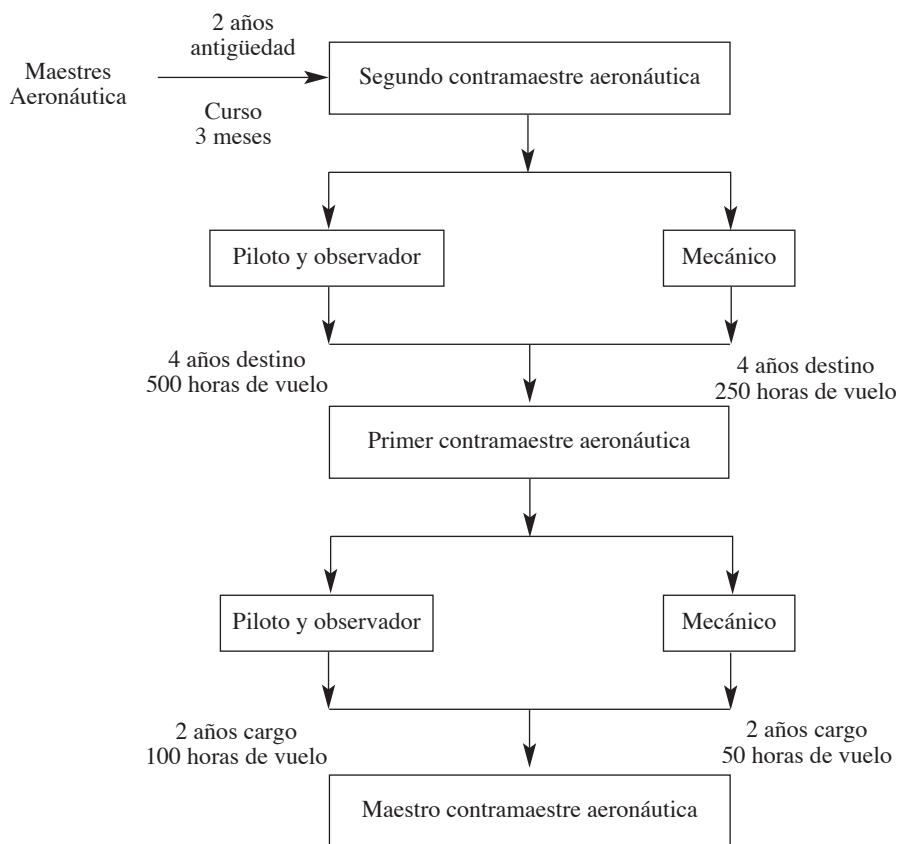 2 años
antigüedad
Maestres
Aeronáutica
Segundo contramaestre aeronáutica
Curso
3 meses
Piloto y observador
Mecánico
4 años destino
500 horas de vuelo
4 años destino
250 horas de vuelo
Primer contramaestre aeronáutica
Piloto y observador
Mecánico
2 años cargo
100 horas de vuelo
2 años cargo
50 horas de vuelo
Maestro contramaestre aeronáutica